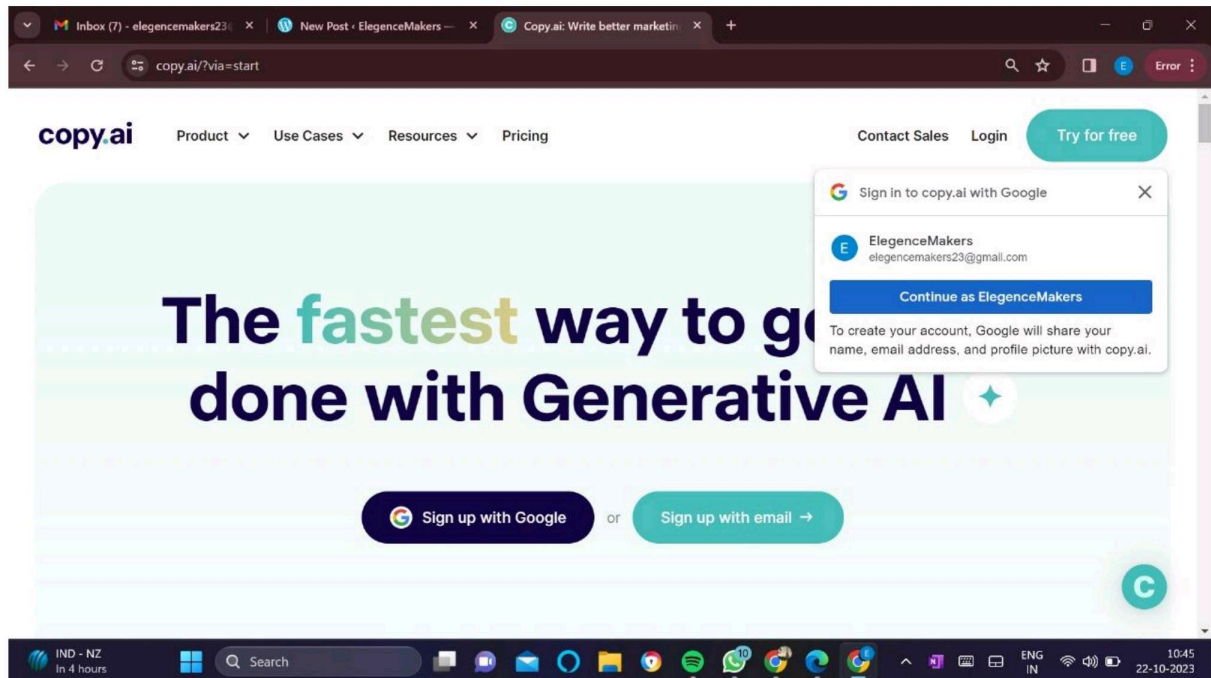 Inbox (7) - elegencemakers23
New Post ‹ ElegenceMakers —
Copy.ai: Write better marketin
copy.ai/?via=start
Error
copy.ai
Product
Use Cases
Resources
Pricing
Contact Sales
Login
Try for free
Sign in to copy.ai with Google
E
ElegenceMakers
elegencemakers23@gmail.com
Continue as ElegenceMakers
To create your account, Google will share your
name, email address, and profile picture with copy.ai.
The fastest way to g
done with Generative AI
Sign up with Google
or
Sign up with email →
C
IND - NZ
In 4 hours
Search
10
ENG
IN
10:45
22-10-2023